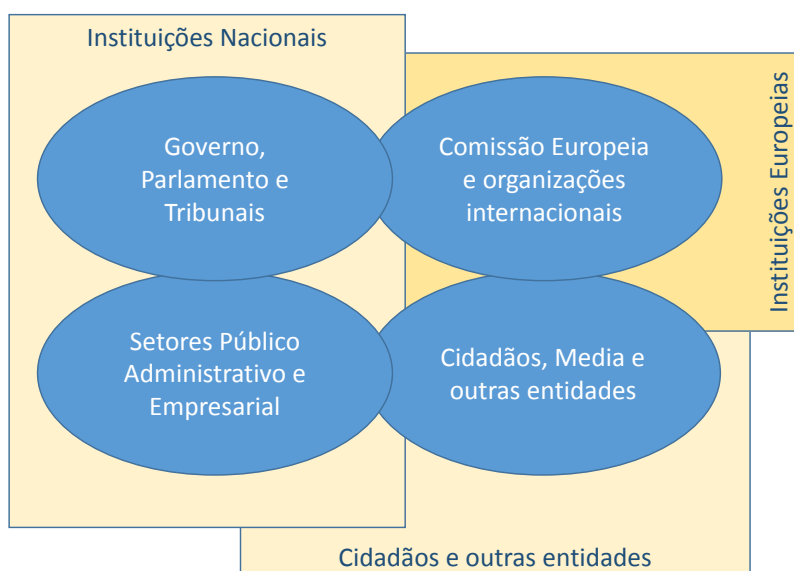 Instituições Nacionais
Governo,
Parlamento e
Tribunais
Comissão Europeia
e organizações
internacionais
Instituições Europeias
Setores Público
Administrativo e
Empresarial
Cidadãos, Media e
outras entidades
Cidadãos e outras entidades